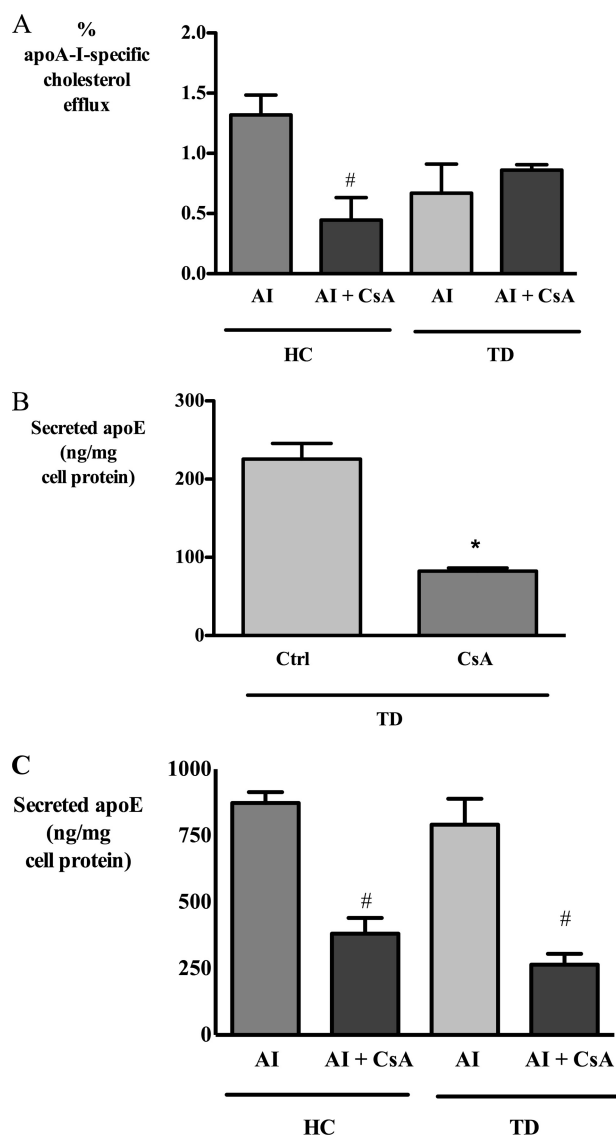 A
%
apoA-I-specific
cholesterol
efflux
2.0
1.5
1.0
0.5
0.0
#
AI
AI + CsA
AI
AI + CsA
HC
TD
B
Secreted apoE
(ng/mg
cell protein)
300
200
100
0
*
Ctrl
CsA
TD
C
Secreted apoE
(ng/mg
cell protein)
1000
750
500
250
0
#
#
AI
AI + CsA
AI
AI + CsA
HC
TD